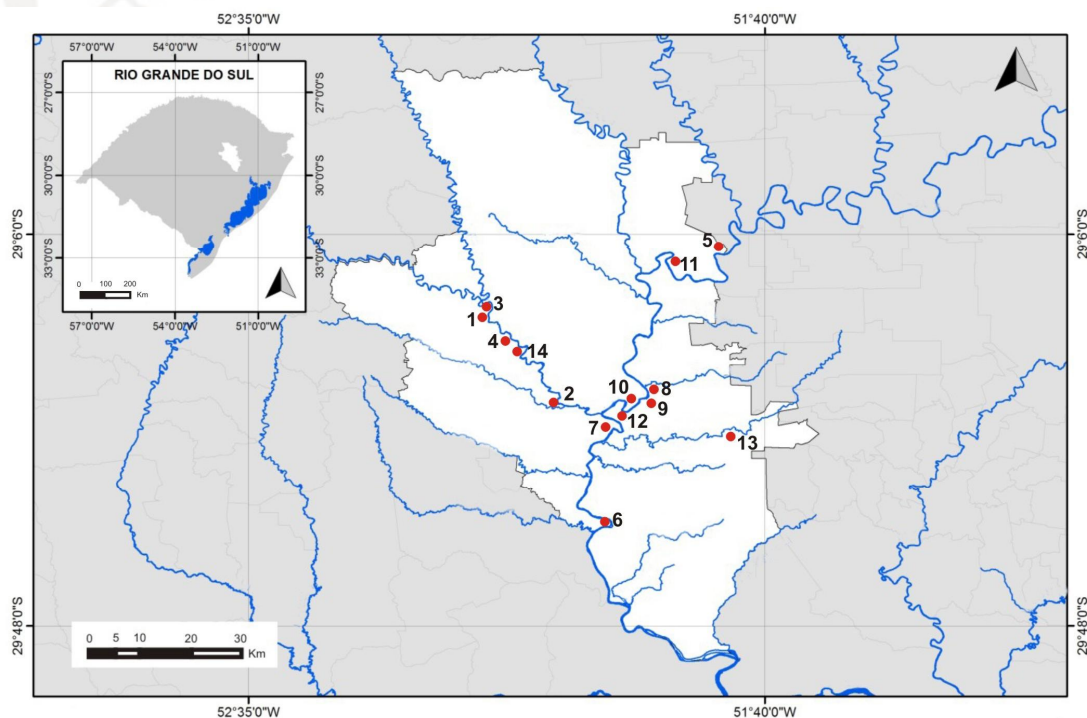 52°35'0"W 51°40'0"W
57°0'0"W 54°0'0"W 51°0'0"W
RIO GRANDE DO SUL
27°0'0"S 27°0'0"S
30°0'0"S 30°0'0"S
33°0'0"S 33°0'0"S
0 100 200
Km
57°0'0"W 54°0'0"W 51°0'0"W
29°6'0"S 29°6'0"S
5
11
3
1
4
14
8
10
2
9
12
7
13
6
29°48'0"S 29°48'0"S
0 5 10 20 30
Km
52°35'0"W 51°40'0"W